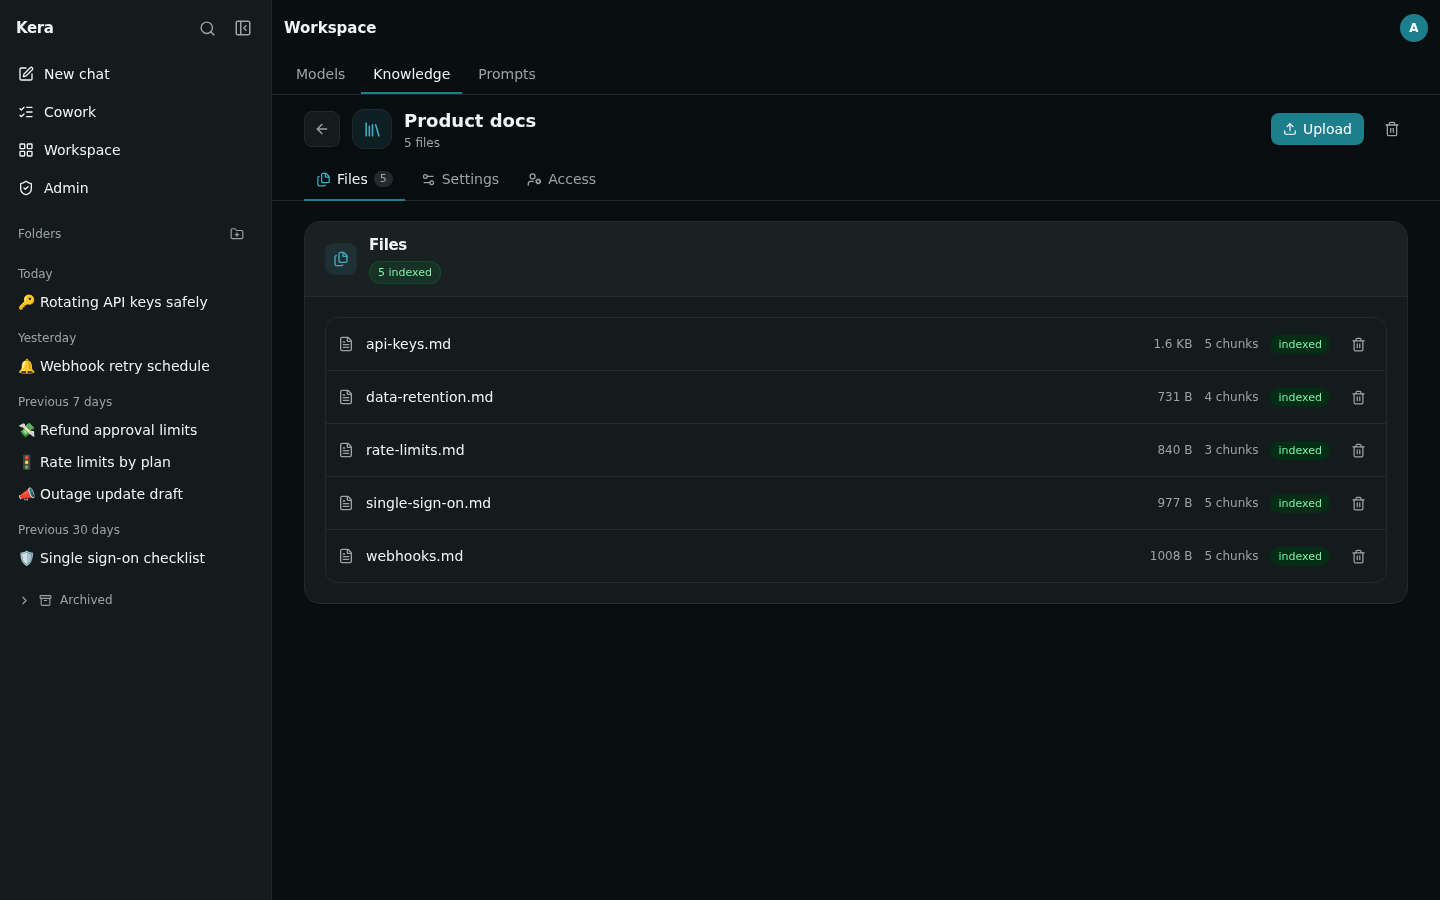 Kera
New chat
Cowork
Workspace
Admin
Folders
Today
🔑 Rotating API keys safely
Yesterday
🔔 Webhook retry schedule
Previous 7 days
💸 Refund approval limits
🚦 Rate limits by plan
📣 Outage update draft
Previous 30 days
🛡️ Single sign-on checklist
Archived
Workspace
A
Models Knowledge Prompts
Product docs
5 files
Upload
Files 5 Settings Access
Files
5 indexed
api-keys.md 1.6 KB 5 chunks indexed
data-retention.md 731 B 4 chunks indexed
rate-limits.md 840 B 3 chunks indexed
single-sign-on.md 977 B 5 chunks indexed
webhooks.md 1008 B 5 chunks indexed